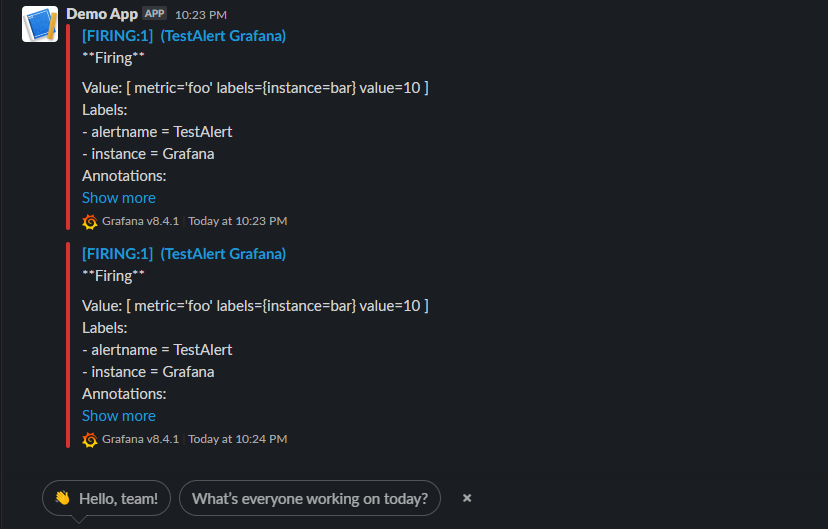 Demo App APP 10:23 PM
[FIRING:1] (TestAlert Grafana)
**Firing**
Value: [ metric='foo' labels={instance=bar} value=10 ]
Labels:
- alertname = TestAlert
- instance = Grafana
Annotations:
Show more
Grafana v8.4.1 Today at 10:23 PM
[FIRING:1] (TestAlert Grafana)
**Firing**
Value: [ metric='foo' labels={instance=bar} value=10 ]
Labels:
- alertname = TestAlert
- instance = Grafana
Annotations:
Show more
Grafana v8.4.1 Today at 10:24 PM
👋 Hello, team! What's everyone working on today? ×